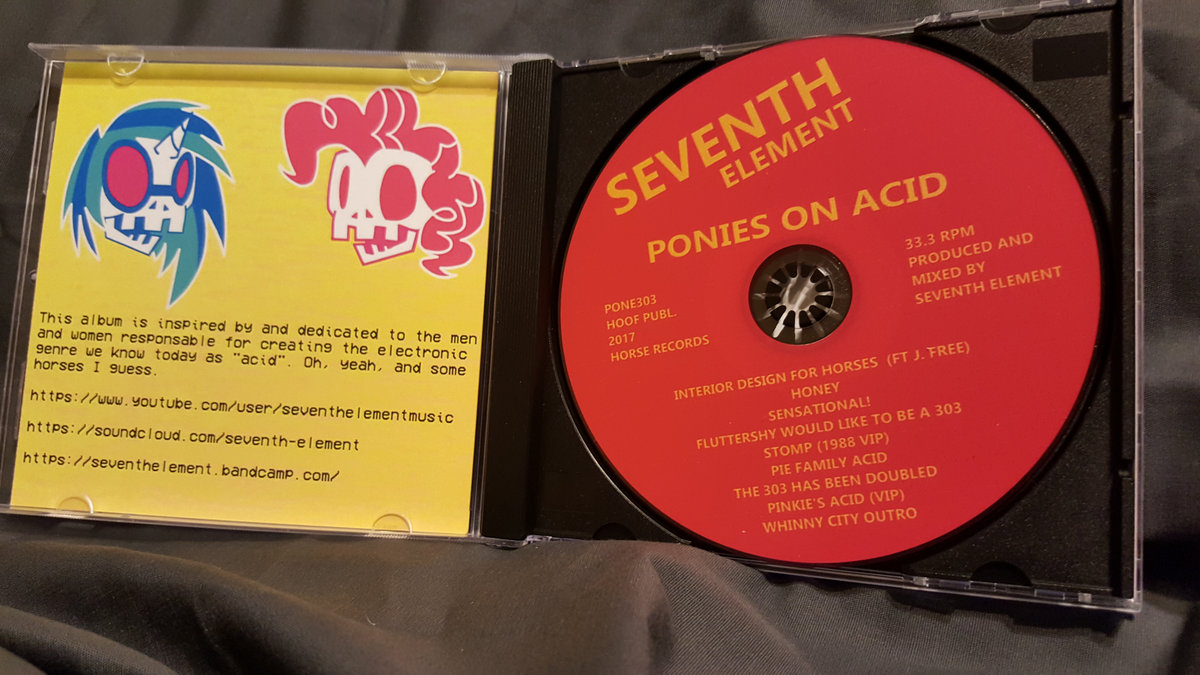 This album is inspired by and dedicated to the men
and women responsible for creating the electronic
genre we know today as "acid". Oh, yeah, and some
horses I guess.
https://www.youtube.com/user/seventhelementmusic
https://soundcloud.com/seventh-element
https://seventhelement.bandcamp.com/
SEVENTH
ELEMENT
PONIES ON ACID
PONE303
HOOF PUBL.
2017
HORSE RECORDS
33.3 RPM
PRODUCED AND
MIXED BY
SEVENTH ELEMENT
INTERIOR DESIGN FOR HORSES (FT J. FREE)
HONEY
SENSATIONAL!
FLUTTERSHY WOULD LIKE TO BE A 303
STOMP (1988 VIP)
PIE FAMILY ACID
THE 303 HAS BEEN DOUBLED
PINKIE'S ACID (VIP)
WHINNY CITY OUTRO